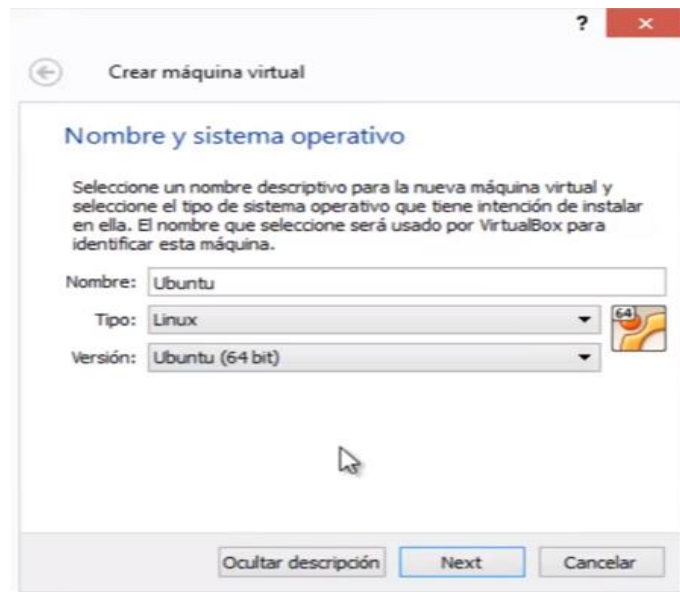 ?
Crear máquina virtual
Nombre y sistema operativo
Seleccione un nombre descriptivo para la nueva máquina virtual y
seleccione el tipo de sistema operativo que tiene intención de instalar
en ella. El nombre que seleccione será usado por VirtualBox para
identificar esta máquina.
Nombre: Ubuntu
Tipo: Linux
64
Versión: Ubuntu (64 bit)
Ocultar descripción Next Cancelar